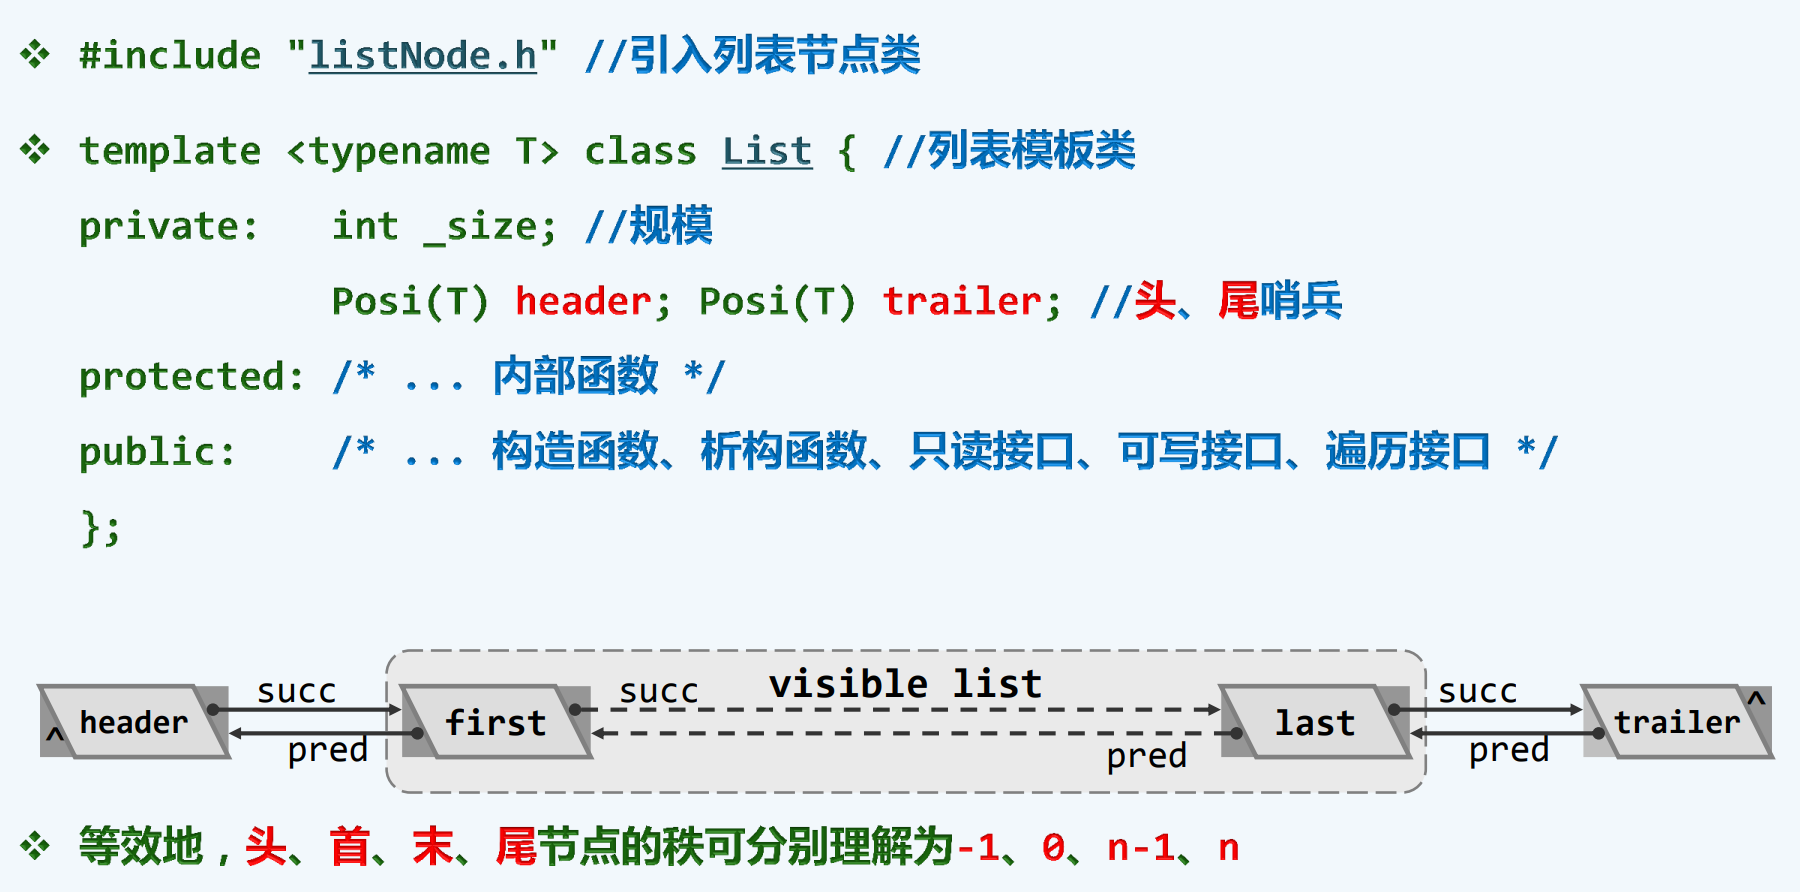 ❖ #include "listNode.h" //引入列表节点类
❖ template <typename T> class List { //列表模板类
private: int _size; //规模
Posi(T) header; Posi(T) trailer; //头、尾哨兵
protected: /* ... 内部函数 */
public: /* ... 构造函数、析构函数、只读接口、可写接口、遍历接口 */
};
visible list
succ succ succ
header first last trailer
^ ^
pred pred pred
❖ 等效地,头、首、末、尾节点的秩可分别理解为-1、0、n-1、n